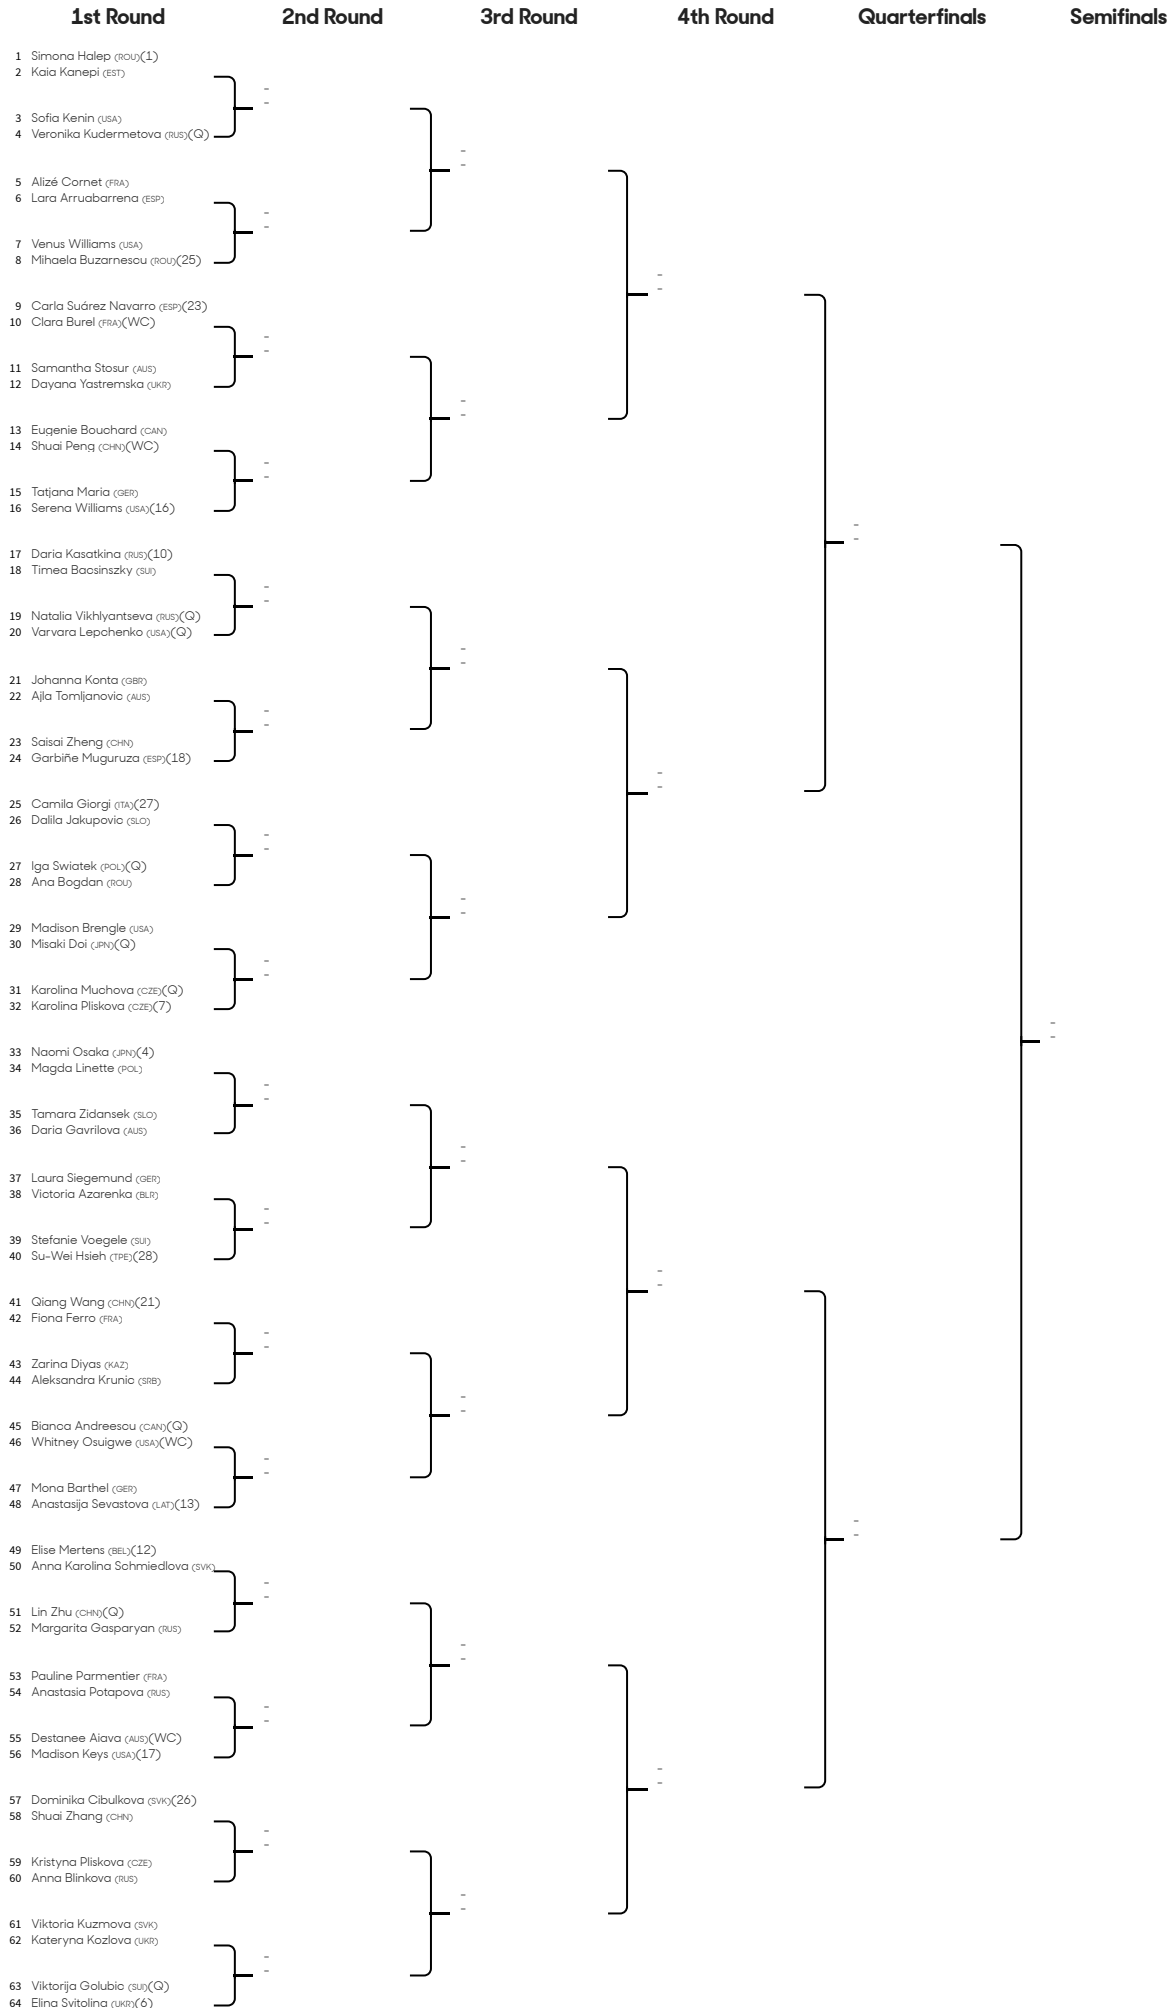 1st Round 2nd Round 3rd Round 4th Round Quarterfinals Semifinals
1 Simona Halep (ROU)(1)
2 Kaia Kanepi (EST)
3 Sofia Kenin (USA)
4 Veronika Kudermetova (RUS)(Q)
5 Alizé Cornet (FRA)
6 Lara Arruabarrena (ESP)
7 Venus Williams (USA)
8 Mihaela Buzarnescu (ROU)(25)
9 Carla Suárez Navarro (ESP)(23)
10 Clara Burel (FRA)(WC)
11 Samantha Stosur (AUS)
12 Dayana Yastremska (UKR)
13 Eugenie Bouchard (CAN)
14 Shuai Peng (CHN)(WC)
15 Tatjana Maria (GER)
16 Serena Williams (USA)(16)
17 Daria Kasatkina (RUS)(10)
18 Timea Bacsinszky (SUI)
19 Natalia Vikhlyantseva (RUS)(Q)
20 Varvara Lepchenko (USA)(Q)
21 Johanna Konta (GBR)
22 Ajla Tomljanovic (AUS)
23 Saisai Zheng (CHN)
24 Garbiñe Muguruza (ESP)(18)
25 Camila Giorgi (ITA)(27)
26 Dalila Jakupovic (SLO)
27 Iga Swiatek (POL)(Q)
28 Ana Bogdan (ROU)
29 Madison Brengle (USA)
30 Misaki Doi (JPN)(Q)
31 Karolina Muchova (CZE)(Q)
32 Karolina Pliskova (CZE)(7)
33 Naomi Osaka (JPN)(4)
34 Magda Linette (POL)
35 Tamara Zidansek (SLO)
36 Daria Gavrilova (AUS)
37 Laura Siegemund (GER)
38 Victoria Azarenka (BLR)
39 Stefanie Voegele (SUI)
40 Su-Wei Hsieh (TPE)(28)
41 Qiang Wang (CHN)(21)
42 Fiona Ferro (FRA)
43 Zarina Diyas (KAZ)
44 Aleksandra Krunic (SRB)
45 Bianca Andreescu (CAN)(Q)
46 Whitney Osuigwe (USA)(WC)
47 Mona Barthel (GER)
48 Anastasija Sevastova (LAT)(13)
49 Elise Mertens (BEL)(12)
50 Anna Karolina Schmiedlova (SVK)
51 Lin Zhu (CHN)(Q)
52 Margarita Gasparyan (RUS)
53 Pauline Parmentier (FRA)
54 Anastasia Potapova (RUS)
55 Destanee Aiava (AUS)(WC)
56 Madison Keys (USA)(17)
57 Dominika Cibulkova (SVK)(26)
58 Shuai Zhang (CHN)
59 Kristyna Pliskova (CZE)
60 Anna Blinkova (RUS)
61 Viktoria Kuzmova (SVK)
62 Kateryna Kozlova (UKR)
63 Viktorija Golubic (SUI)(Q)
64 Elina Svitolina (UKR)(6)